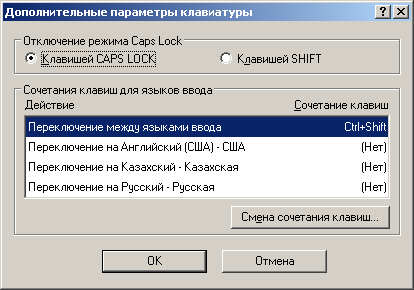 Дополнительные параметры клавиатуры
Отключение режима Caps Lock
Клавишей CAPS LOCK Клавишей SHIFT
Сочетания клавиш для языков ввода
Действие Сочетание клавиш
Переключение между языками ввода Ctrl+Shift
Переключение на Английский (США) - США (Нет)
Переключение на Казахский - Казахская (Нет)
Переключение на Русский - Русская (Нет)
Смена сочетания клавиш...
OK Отмена